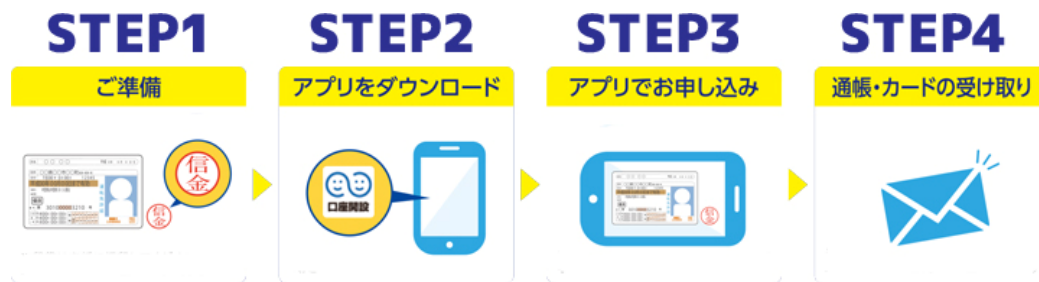 STEP1
STEP2
STEP3
STEP4
ご準備
アプリをダウンロード
アプリでお申し込み
通帳・カードの受け取り
信金
信金
口座開設
信金